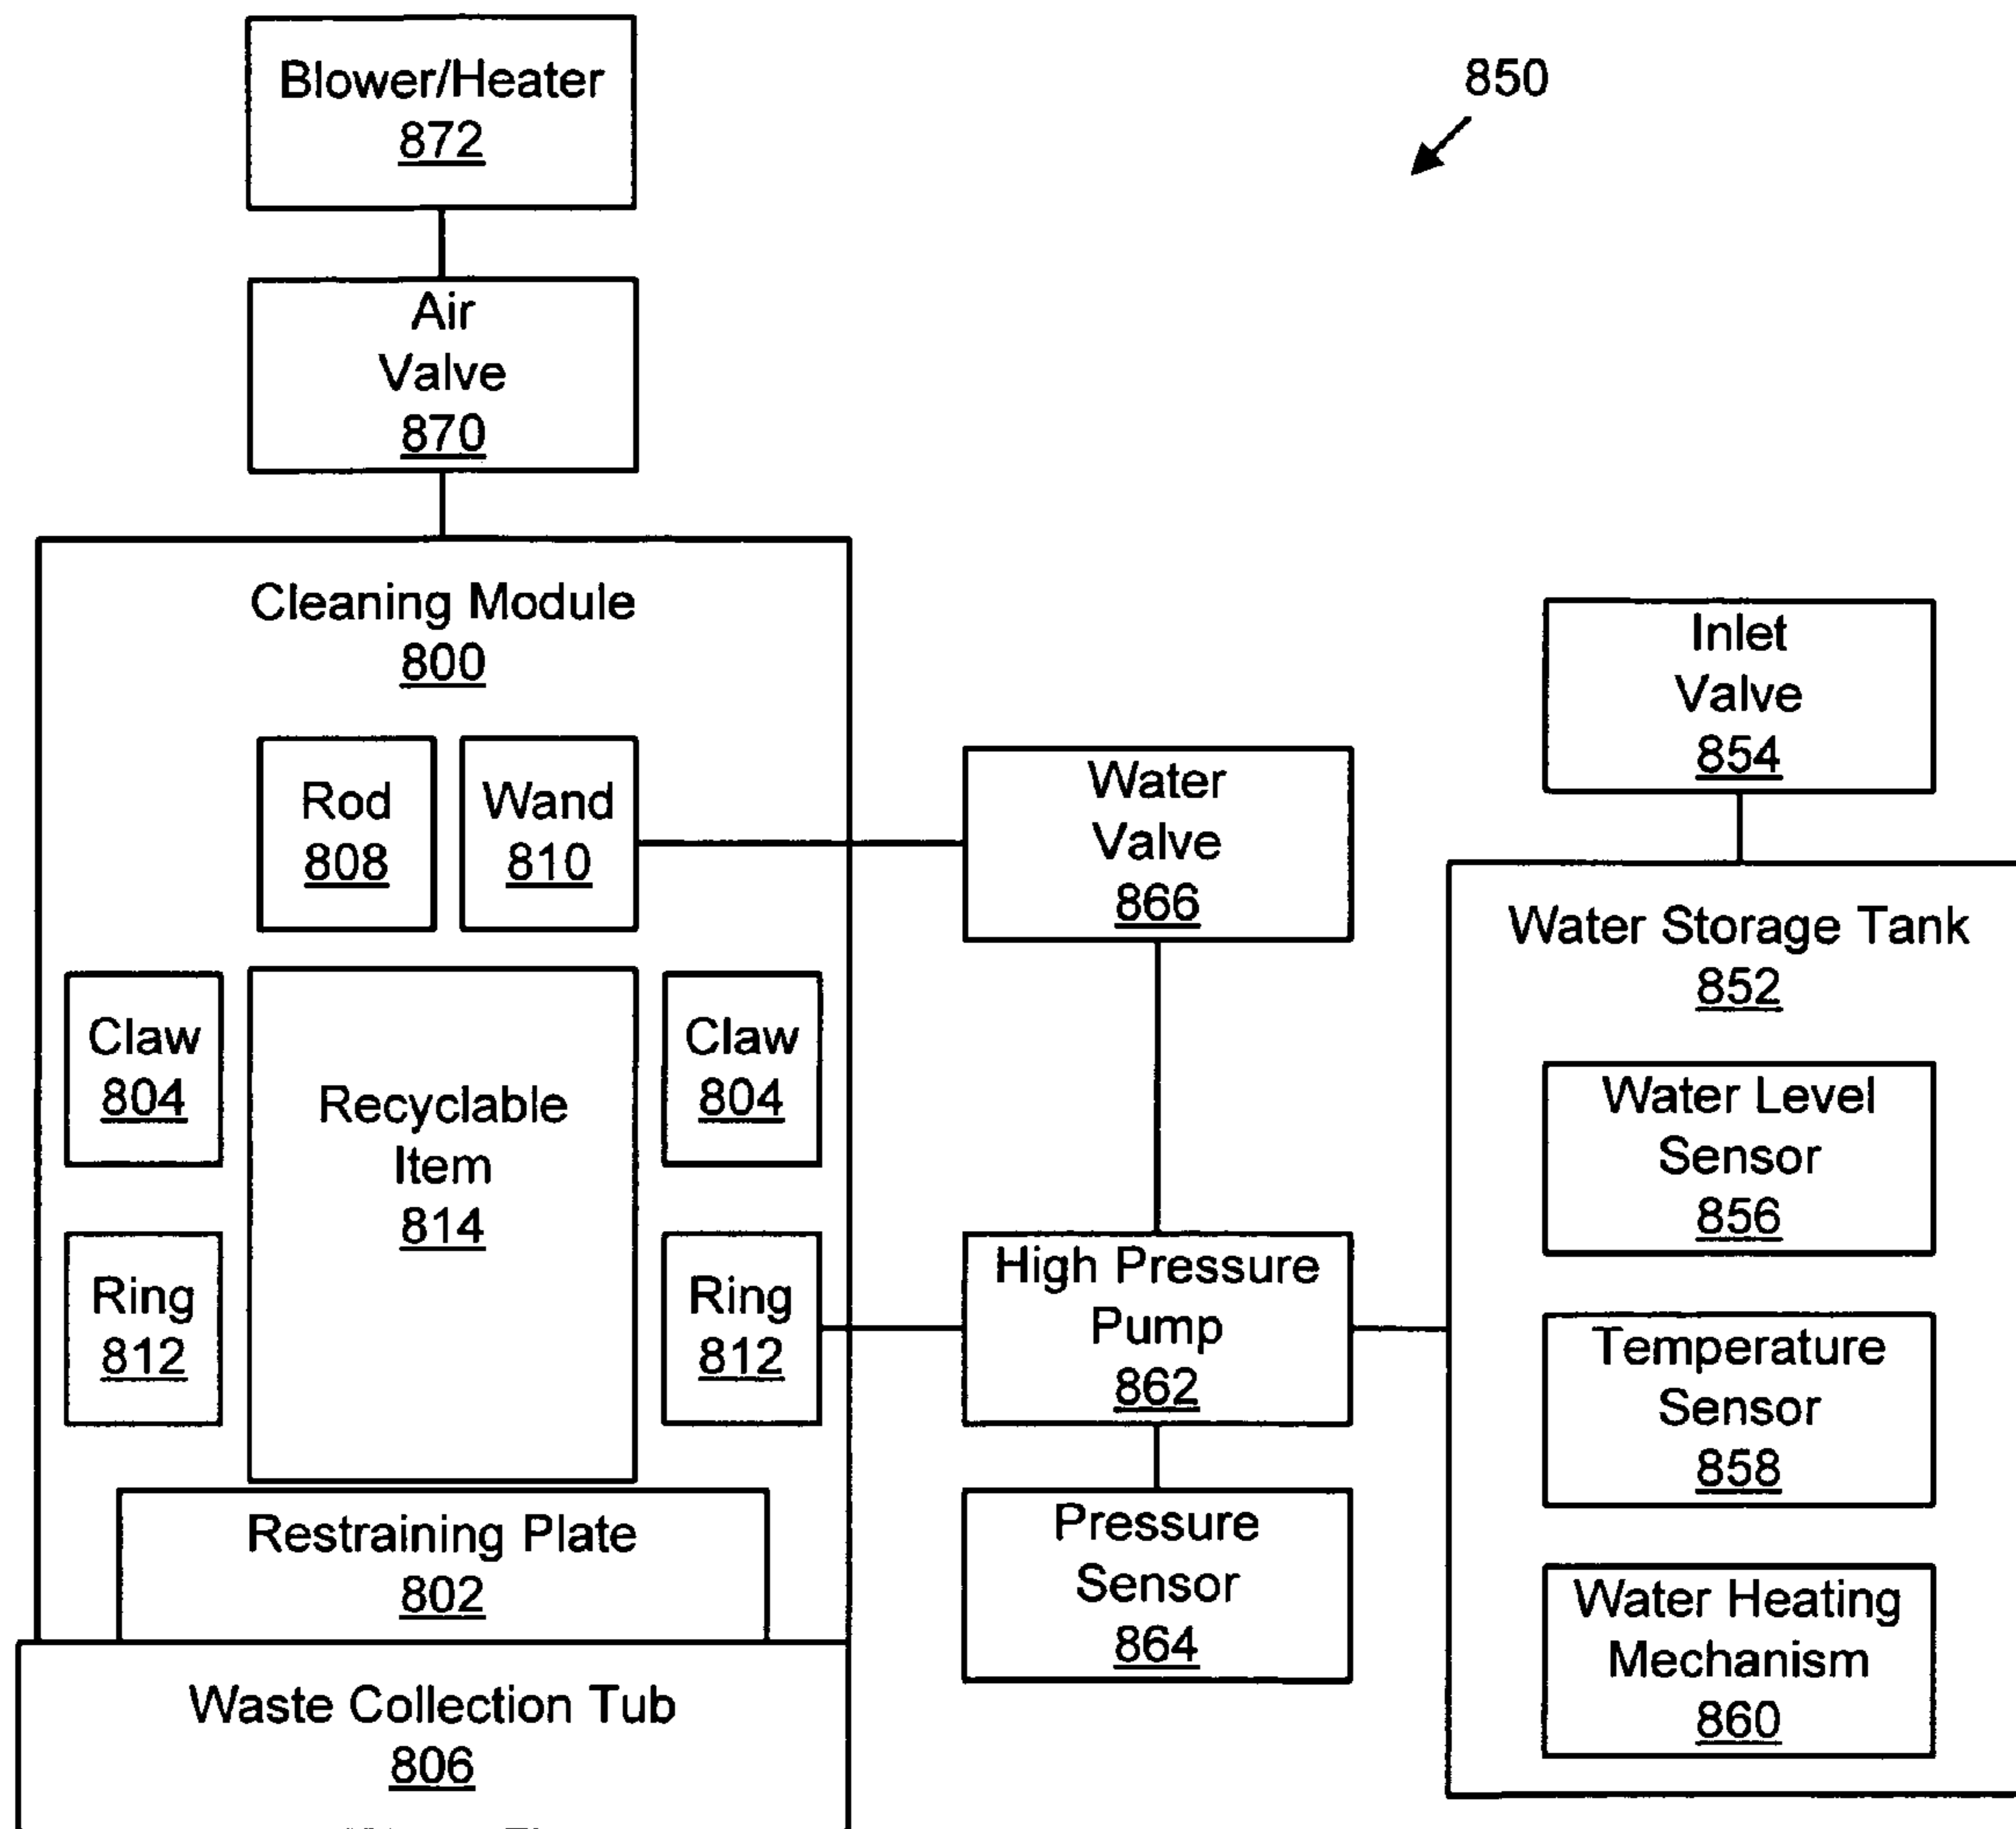 Blower/Heater
872
850
Air
Valve
870
Cleaning Module
800
Rod
808
Wand
810
Claw
804
Recyclable
Item
814
Claw
804
Ring
812
Ring
812
Restraining Plate
802
Waste Collection Tub
806
Water
Valve
866
High Pressure
Pump
862
Pressure
Sensor
864
Inlet
Valve
854
Water Storage Tank
852
Water Level
Sensor
856
Temperature
Sensor
858
Water Heating
Mechanism
860